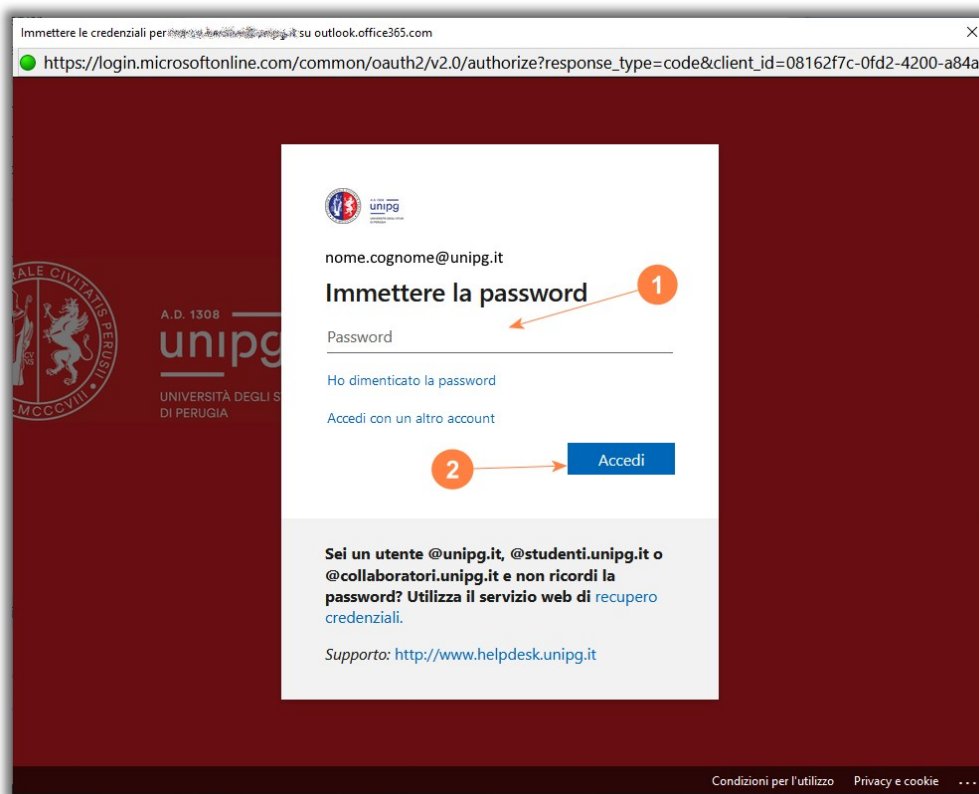 Immettere le credenziali per su outlook.office365.com
https://login.microsoftonline.com/common/oauth2/v2.0/authorize?response_type=code&client_id=08162f7c-0fd2-4200-a84a
unipg
nome.cognome@unipg.it
Immettere la password
1
Password
Ho dimenticato la password
Accedi con un altro account
2
Accedi
Sei un utente @unipg.it, @studenti.unipg.it o
@collaboratori.unipg.it e non ricordi la
password? Utilizza il servizio web di recupero
credenziali.
Supporto: http://www.helpdesk.unipg.it
A.D. 1308
unipg
UNIVERSITÀ DEGLI S
DI PERUGIA
ALE CIVITATIS PERUSII
MCCCVIII
Condizioni per l'utilizzo Privacy e cookie ...